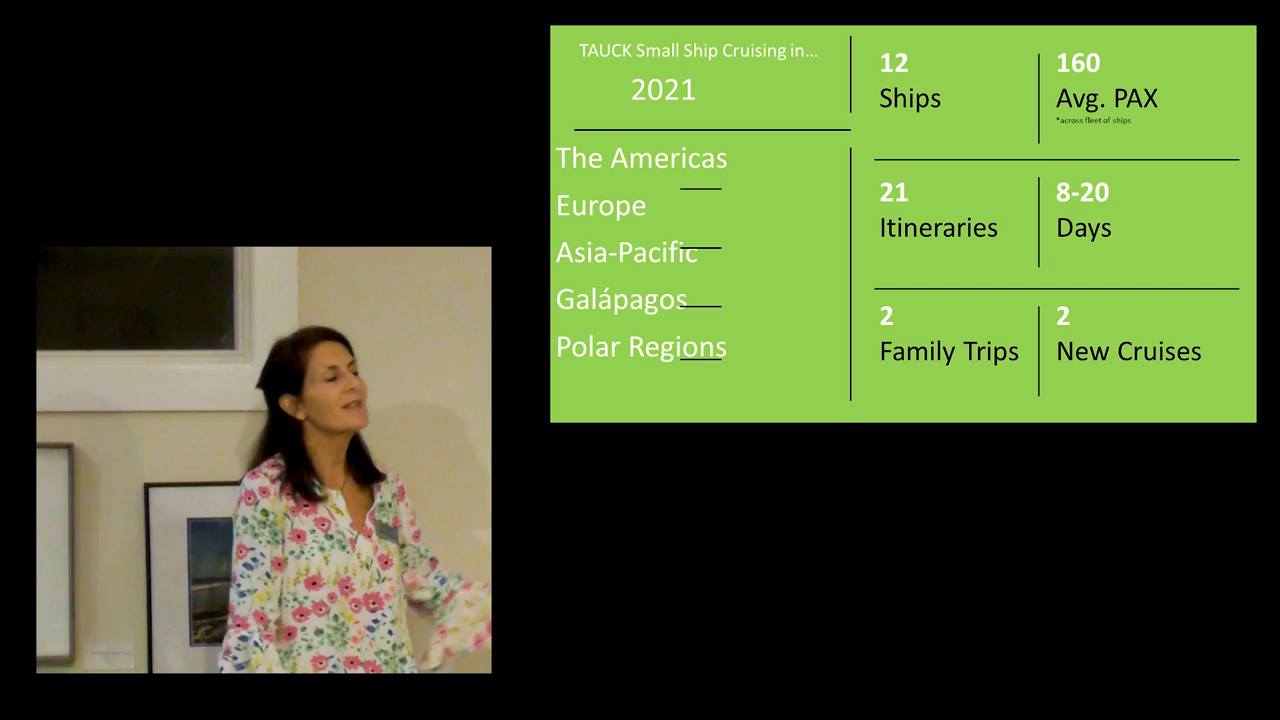 TAUCK Small Ship Cruising in...
2021
The Americas
Europe
Asia-Pacific
Galápagos
Polar Regions
12
Ships
160
Avg. PAX
*across fleet of ships
21
Itineraries
8-20
Days
2
Family Trips
2
New Cruises